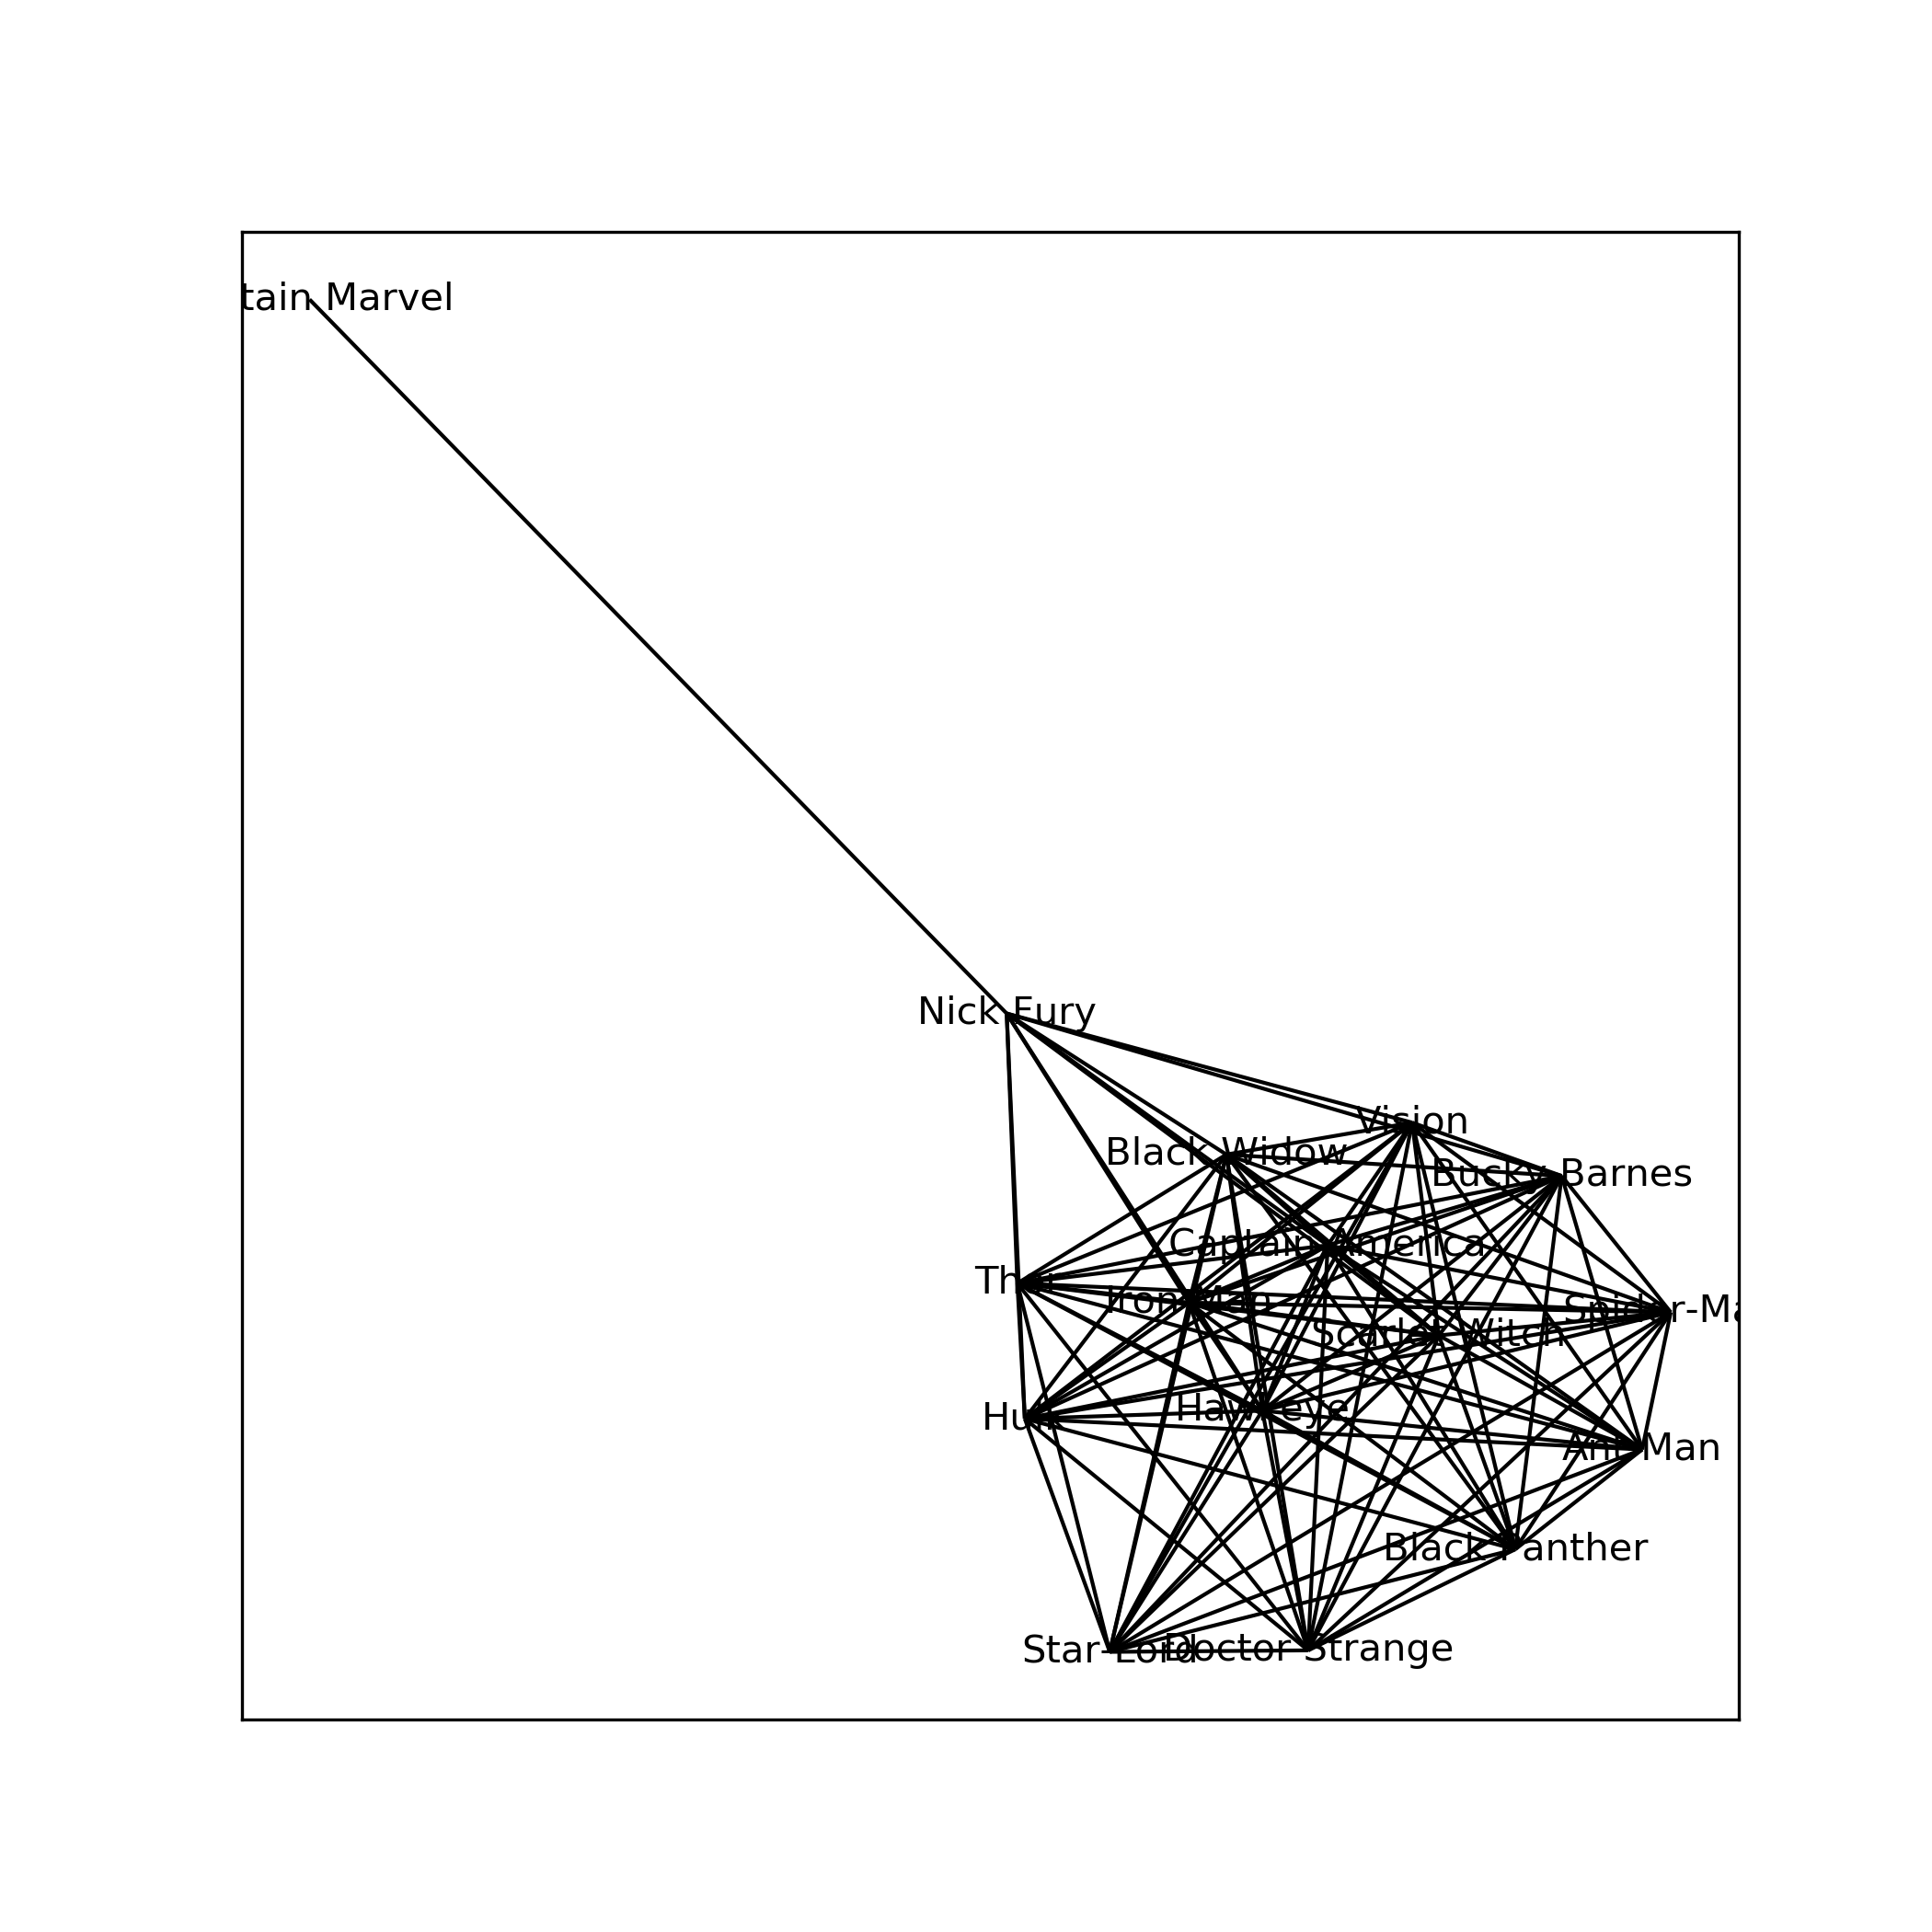 tain Marvel
Nick Fury
Vision
Black Widow
Bucky Barnes
Captain America
Thor
Iron Man
Spider-Ma
Scarlet Witch
Hawkeye
Hulk
Ant-Man
Black Panther
Star-Lord
Doctor Strange